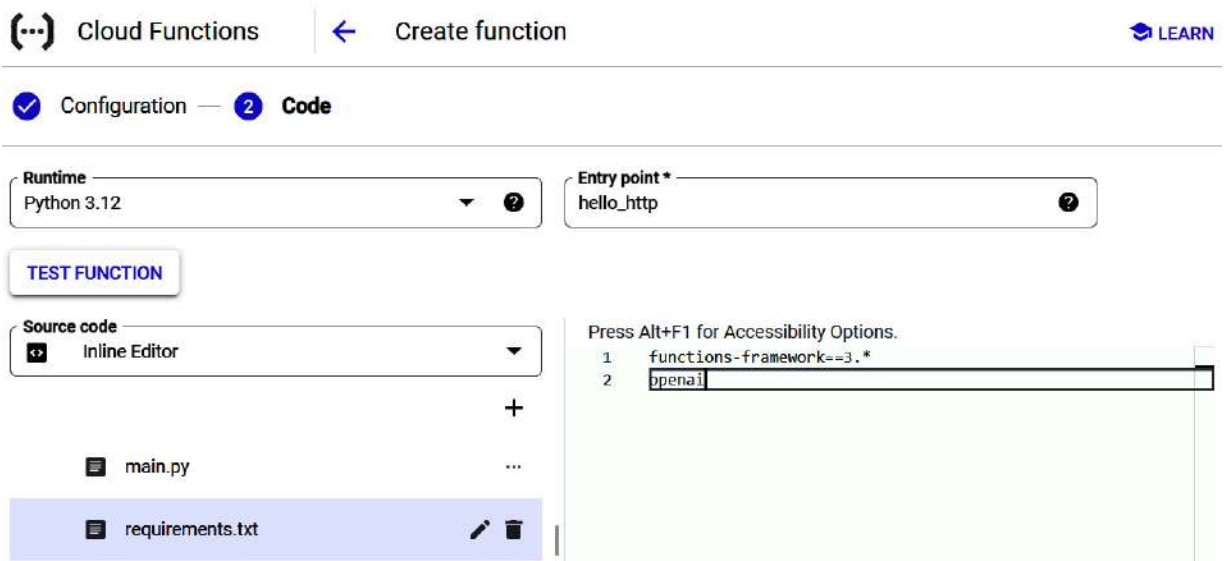 Cloud Functions
Create function
LEARN
Configuration
2 Code
Runtime
Python 3.12
Entry point *
hello_http
TEST FUNCTION
Source code
Inline Editor
Press Alt+F1 for Accessibility Options.
1 functions-framework==3.*
2 openai
main.py
requirements.txt